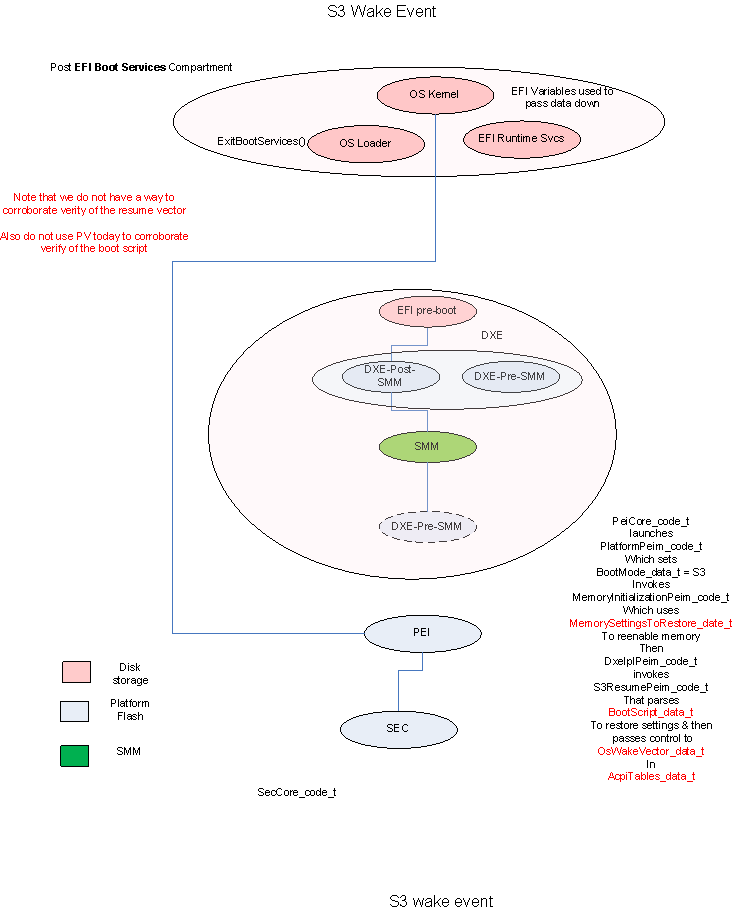 S3 Wake Event
Post EFI Boot Services Compartment
OS Kernel
EFI Variables used to
pass data down
ExitBootServices()
OS Loader
EFI Runtime Svcs
Note that we do not have a way to
corroborate verity of the resume vector
Also do not use PV today to corroborate
verify of the boot script
EFI pre-boot
DXE
DXE-Post-
SMM
DXE-Pre-SMM
SMM
DXE-Pre-SMM
PeiCore_code_t
launches
PlatformPeim_code_t
Which sets
BootMode_data_t = S3
Invokes
MemoryInitializationPeim_code_t
Which uses
MemorySettingsToRestore_date_t
To reenable memory
Then
DxeIplPeim_code_t
invokes
S3ResumePeim_code_t
That parses
BootScript_data_t
To restore settings & then
passes control to
OsWakeVector_data_t
In
AcpiTables_data_t
PEI
Disk
storage
Platform
Flash
SMM
SEC
SecCore_code_t
S3 wake event